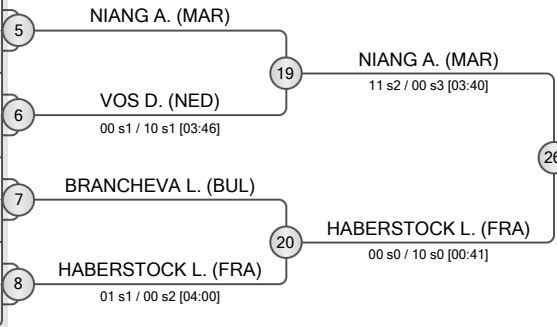 NIANG A. (MAR)
5
19
NIANG A. (MAR)
11 s2 / 00 s3 [03:40]
VOS D. (NED)
6
00 s1 / 10 s1 [03:46]
26
BRANCHEVA L. (BUL)
7
20
HABERSTOCK L. (FRA)
00 s0 / 10 s0 [00:41]
HABERSTOCK L. (FRA)
8
01 s1 / 00 s2 [04:00]